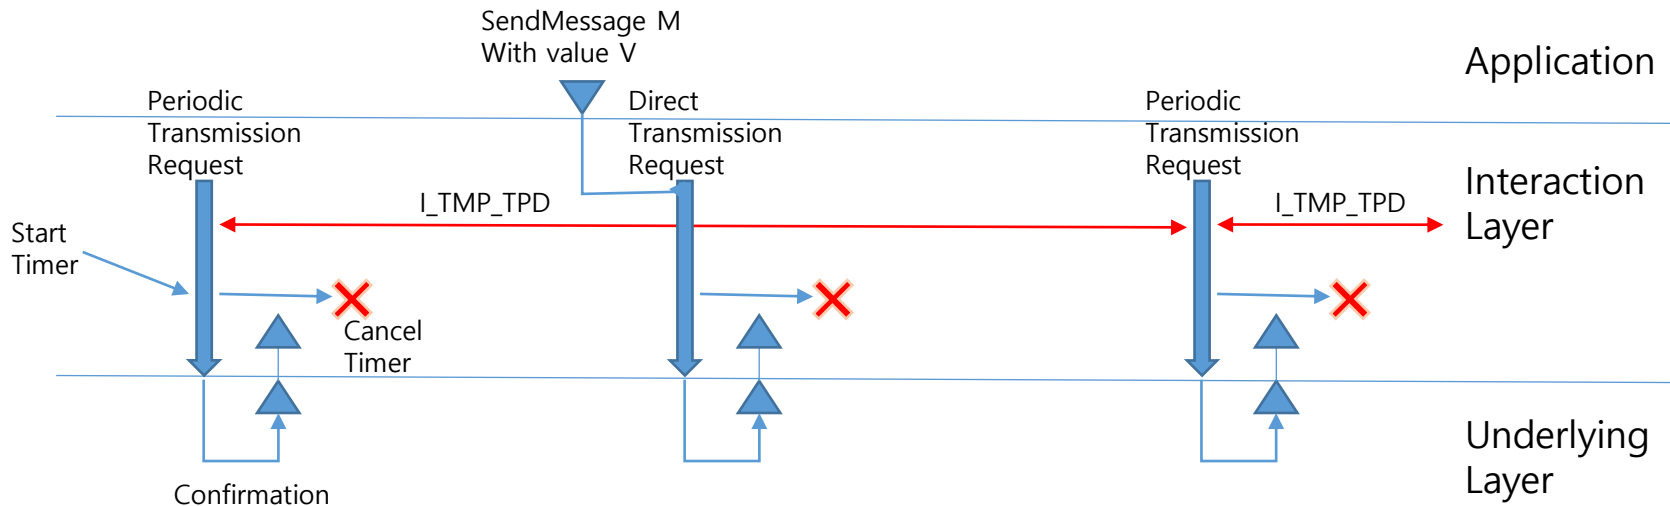 SendMessage M
With value V
Application
Periodic
Transmission
Request
Direct
Transmission
Request
Periodic
Transmission
Request
Interaction
Layer
I_TMP_TPD
I_TMP_TPD
Start
Timer
Cancel
Timer
Underlying
Layer
Confirmation